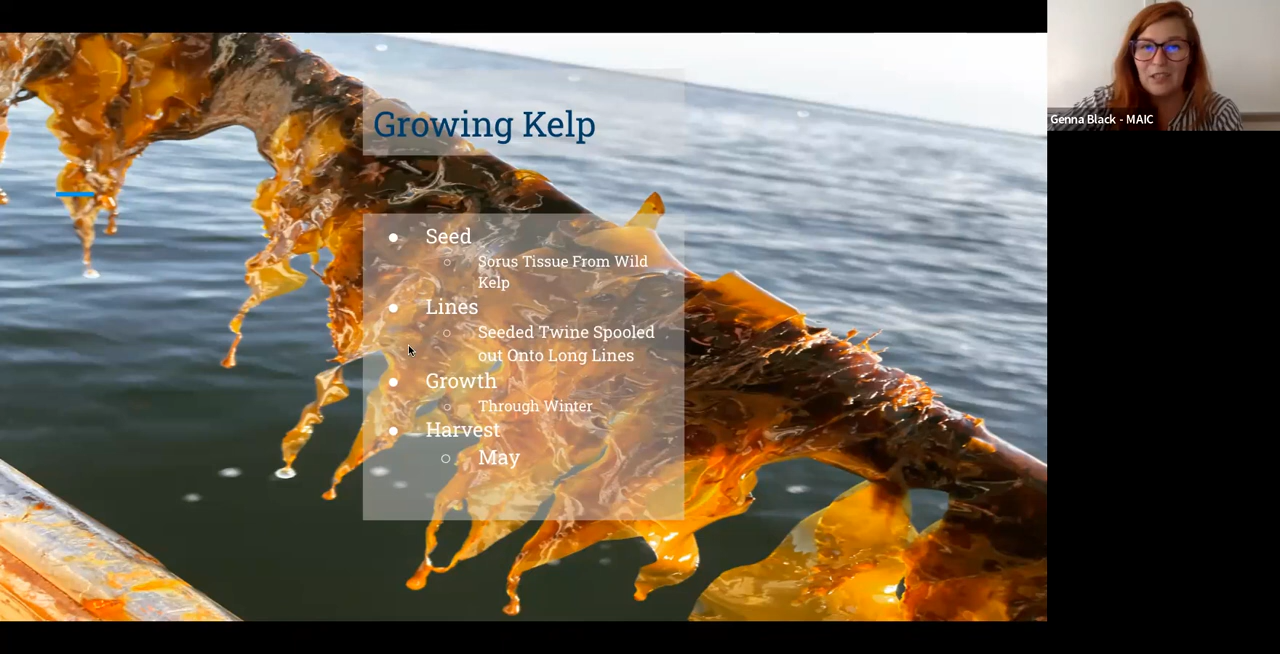 Growing Kelp
● Seed
○ Sorus Tissue From Wild
Kelp
● Lines
○ Seeded Twine Spooled
out Onto Long Lines
● Growth
○ Through Winter
● Harvest
○ May
Genna Black - MAIC